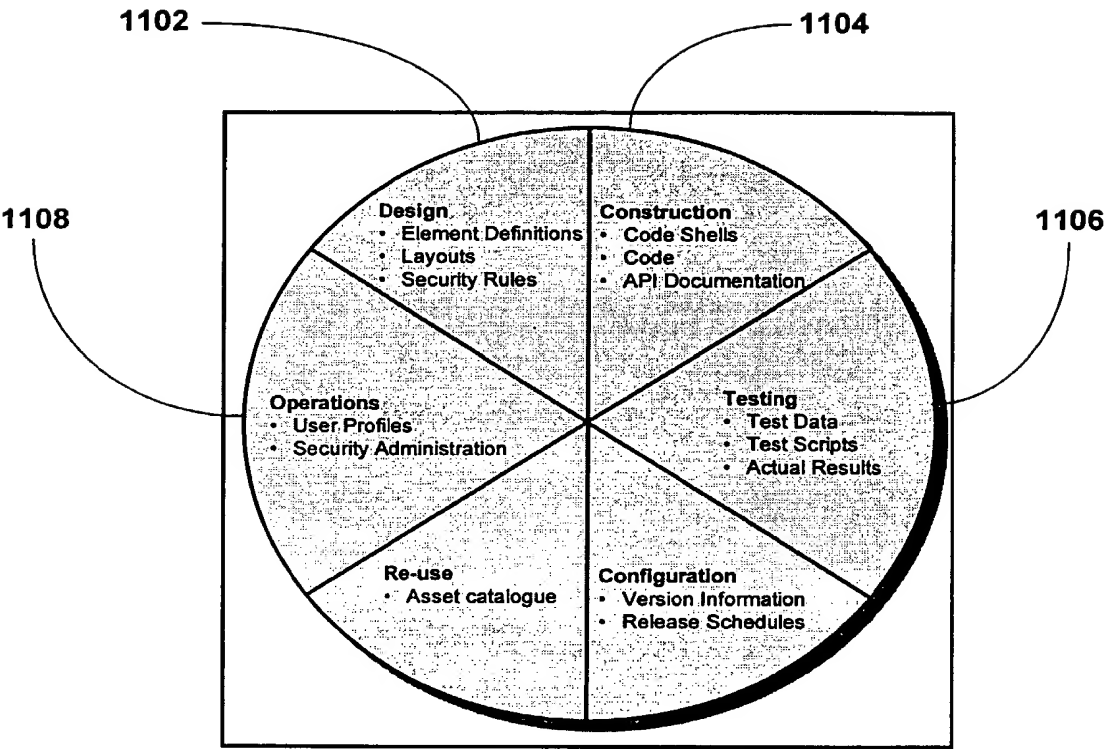 1102
1104
1108
1106
Design
• Element Definitions
• Layouts
• Security Rules
Construction
• Code Shells
• Code
• API Documentation
Operations
• User Profiles
• Security Administration
Testing
• Test Data
• Test Scripts
• Actual Results
Re-use
• Asset catalogue
Configuration
• Version Information
• Release Schedules